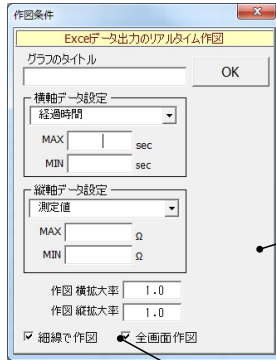 作図条件
Excelデータ出力のリアルタイム作図
グラフのタイトル
OK
横軸データ設定
経過時間
MAX sec
MIN sec
縦軸データ設定
測定値
MAX Ω
MIN Ω
作図 横拡大率 1.0
作図 縦拡大率 1.0
細線で作図 全画面作図